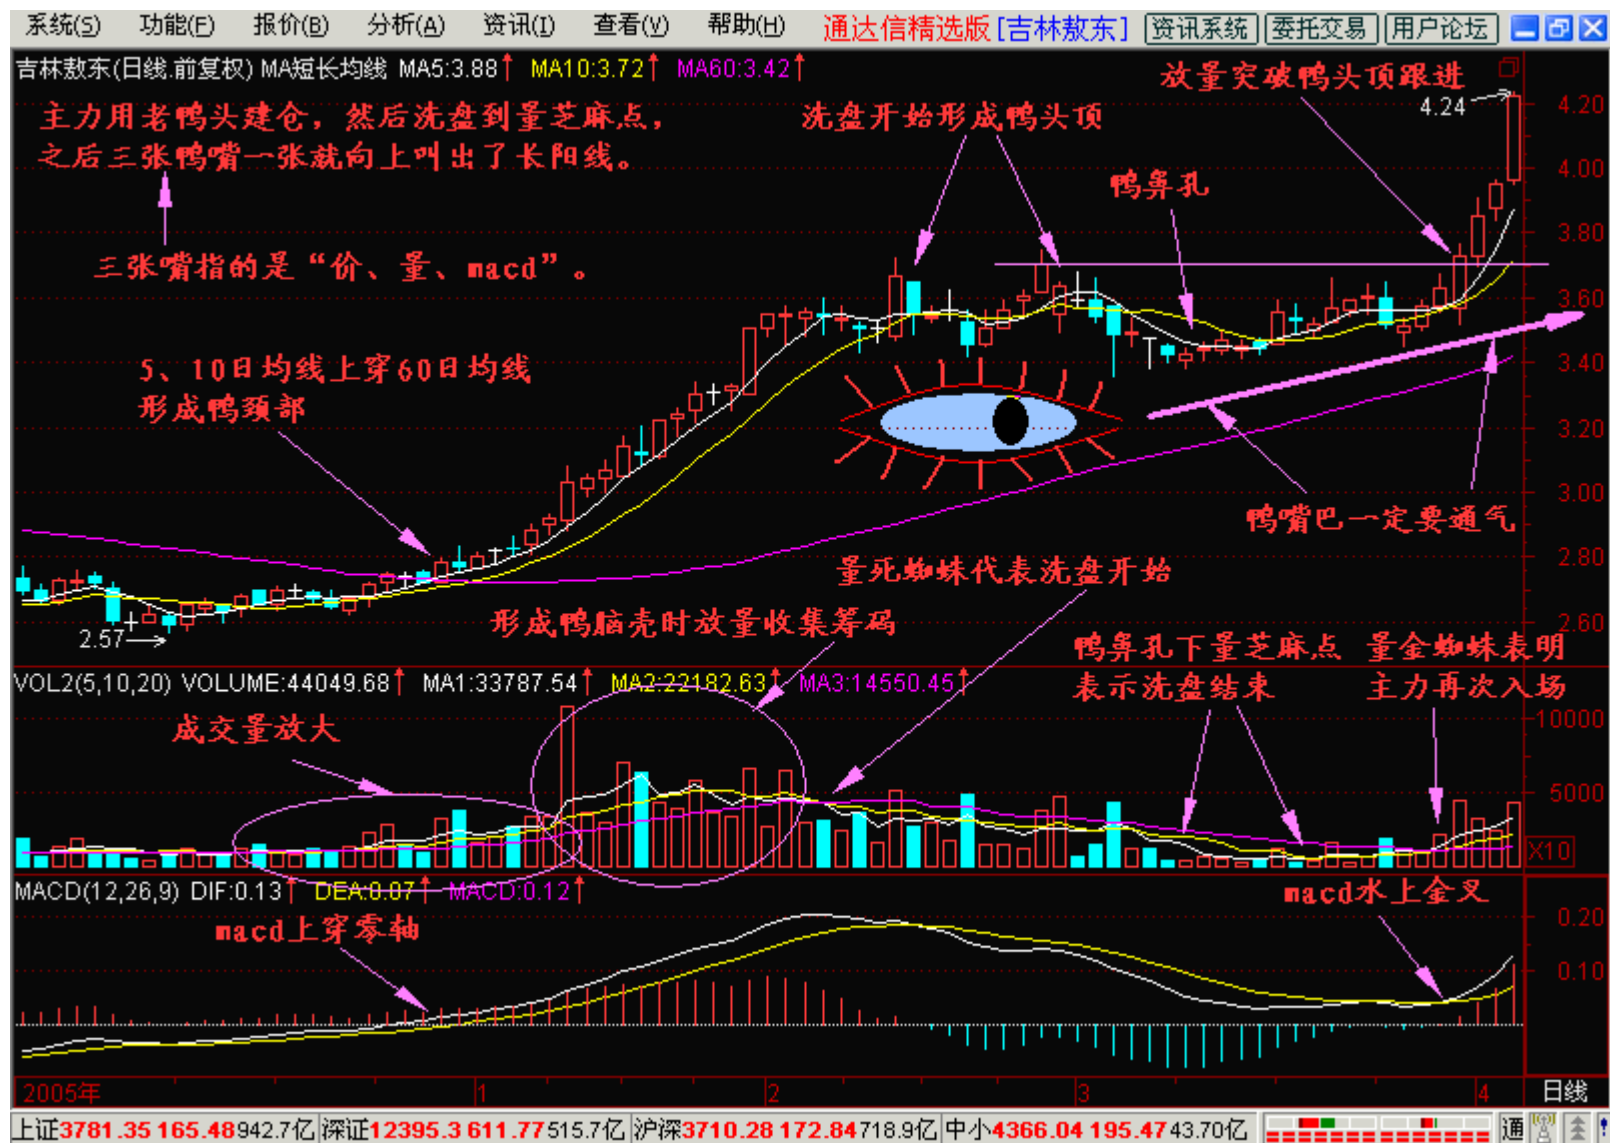 系统(S) 功能(F) 报价(B) 分析(A) 资讯(I) 查看(V) 帮助(H) 通达信精选版 [吉林敖东] 资讯系统 委托交易 用户论坛
吉林敖东(日线.前复权) MA短长均线 MA5:3.88↑ MA10:3.72↑ MA60:3.42↑
放量突破鸭头顶跟进
4.24
4.20
主力用老鸭头建仓，然后洗盘到量芝麻点，
之后三张鸭嘴一张就向上叫出了长阳线。
洗盘开始形成鸭头顶
4.00
鸭鼻孔
3.80
三张嘴指的是“价、量、macd”。
3.60
3.40
5、10日均线上穿60日均线
形成鸭颈部
3.20
3.00
鸭嘴巴一定要通气
2.80
量死蜘蛛代表洗盘开始
形成鸭脑壳时放量收集筹码
2.60
2.57
鸭鼻孔下量芝麻点
表示洗盘结束
量金蜘蛛表明
主力再次入场
VOL2(5,10,20) VOLUME:44049.68↑ MA1:33787.54↑ MA2:22182.63↑ MA3:14550.45↑
成交量放大
10000
5000
X10
MACD(12,26,9) DIF:0.13↑ DEA:0.07↑ MACD:0.12↑
macd水上金叉
macd上穿零轴
0.20
0.10
2005年 1 2 3 4 日线
上证3781.35 165.48 942.7亿 深证12395.3 611.77 515.7亿 沪深3710.28 172.84 718.9亿 中小4366.04 195.47 43.70亿 通